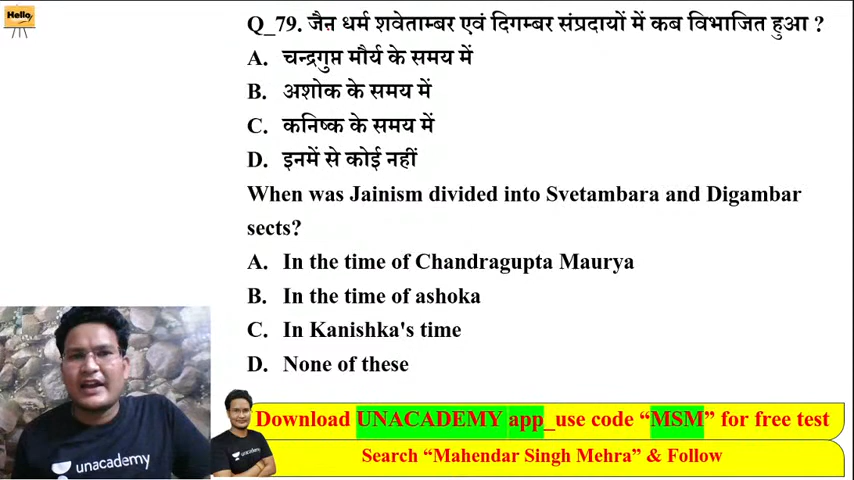 Hello
Q_79. जैन धर्म शवेताम्बर एवं दिगम्बर संप्रदायों में कब विभाजित हुआ ?
A. चन्द्रगुप्त मौर्य के समय में
B. अशोक के समय में
C. कनिष्क के समय में
D. इनमें से कोई नहीं
When was Jainism divided into Svetambara and Digambar
sects?
A. In the time of Chandragupta Maurya
B. In the time of ashoka
C. In Kanishka's time
D. None of these
unacademy
Download UNACADEMY app_use code “MSM” for free test
Search “Mahendar Singh Mehra” & Follow